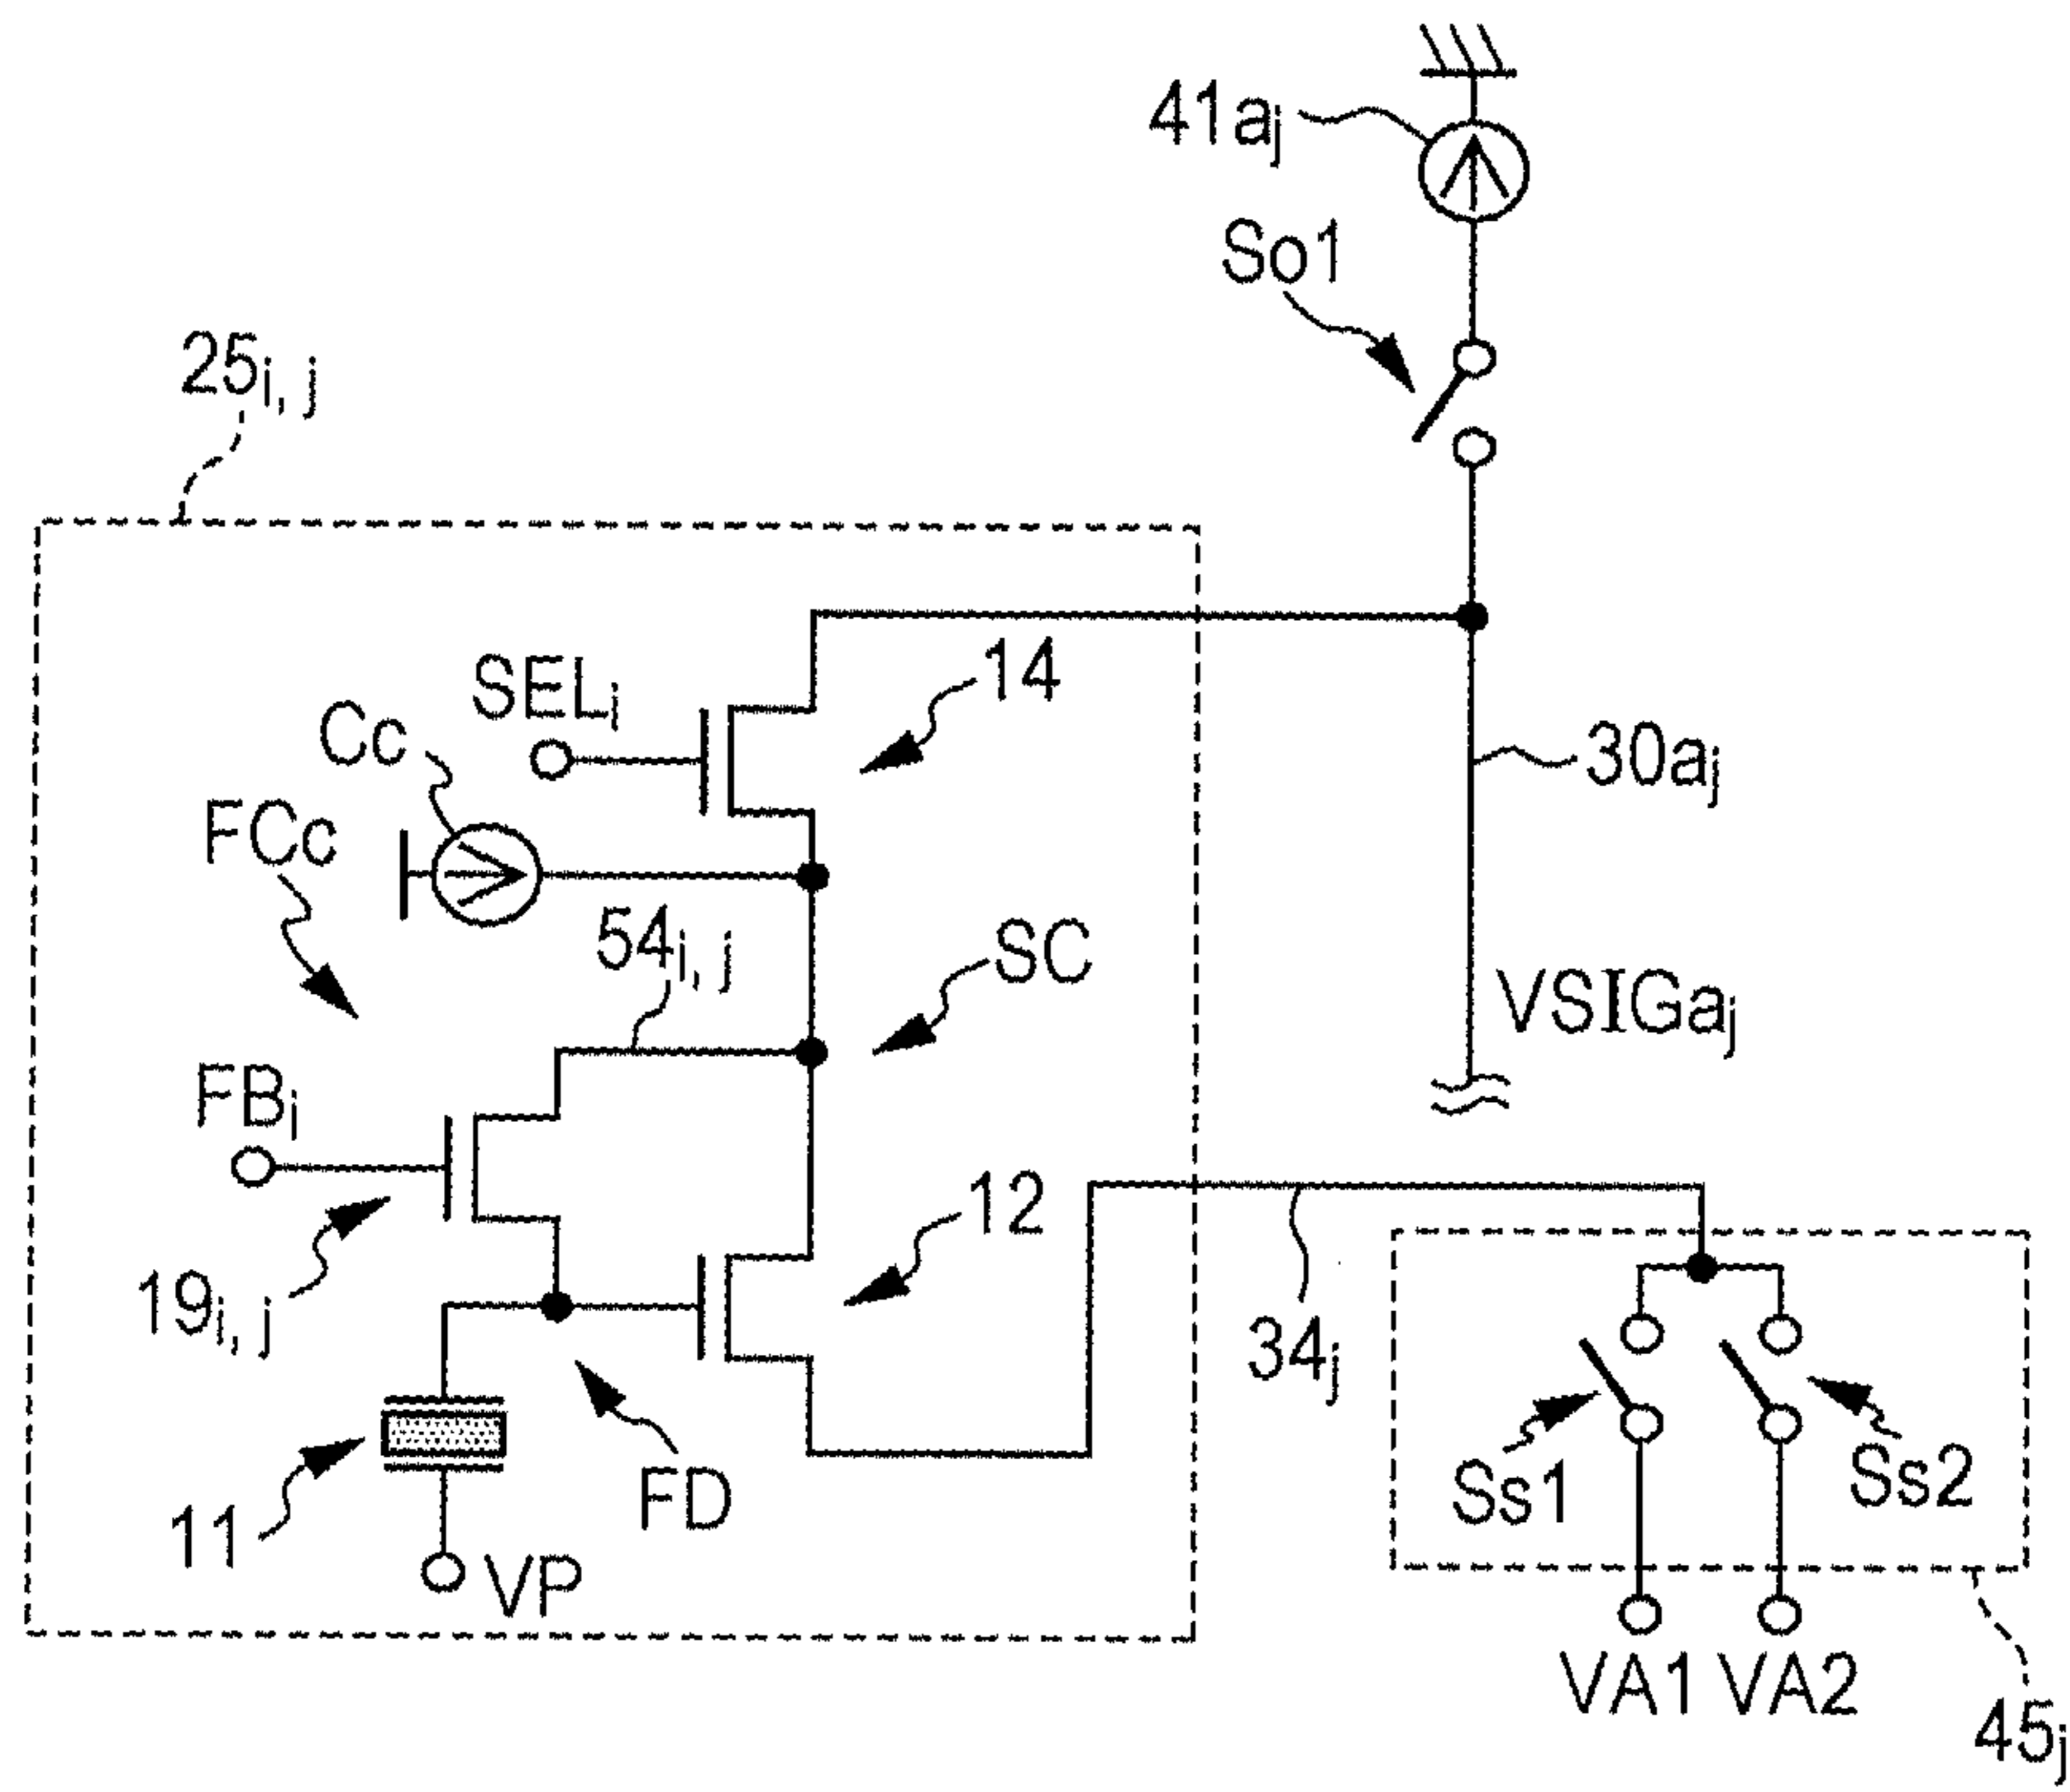 41aj
So1
25i, j
14
SELi
Cc
30aj
FCc
54i, j
SC
VSIGaj
FBi
12
19i, j
34j
Ss1
Ss2
FD
11
VP
VA1 VA2
45j